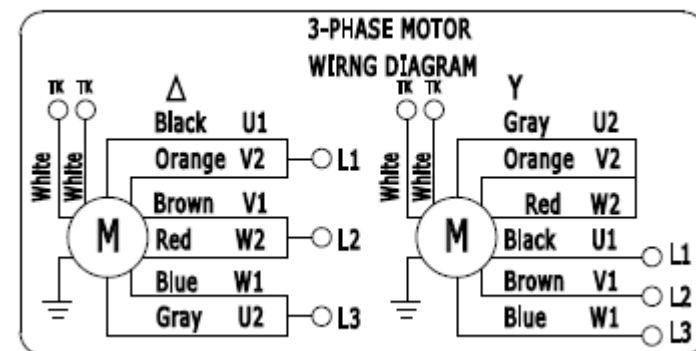 3-PHASE MOTOR
WIRNG DIAGRAM
TK TK
Δ
White
White
Black U1
Orange V2
L1
Brown V1
M
Red W2
L2
Blue W1
Gray U2
L3
TK TK
Y
White
White
Gray U2
Orange V2
Red W2
M
Black U1
L1
Brown V1
L2
Blue W1
L3